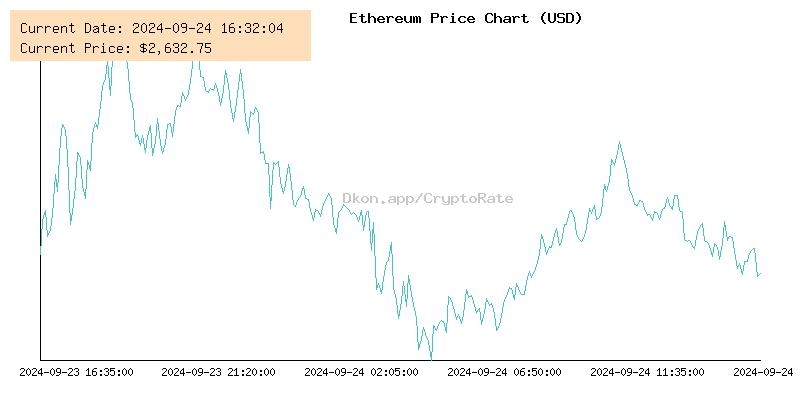 Ethereum Price Chart (USD)
Current Date: 2024-09-24 16:32:04
Current Price: $2,632.75
Dkon.app/CryptoRate
2024-09-23 16:35:00
2024-09-23 21:20:00
2024-09-24 02:05:00
2024-09-24 06:50:00
2024-09-24 11:35:00
2024-09-24